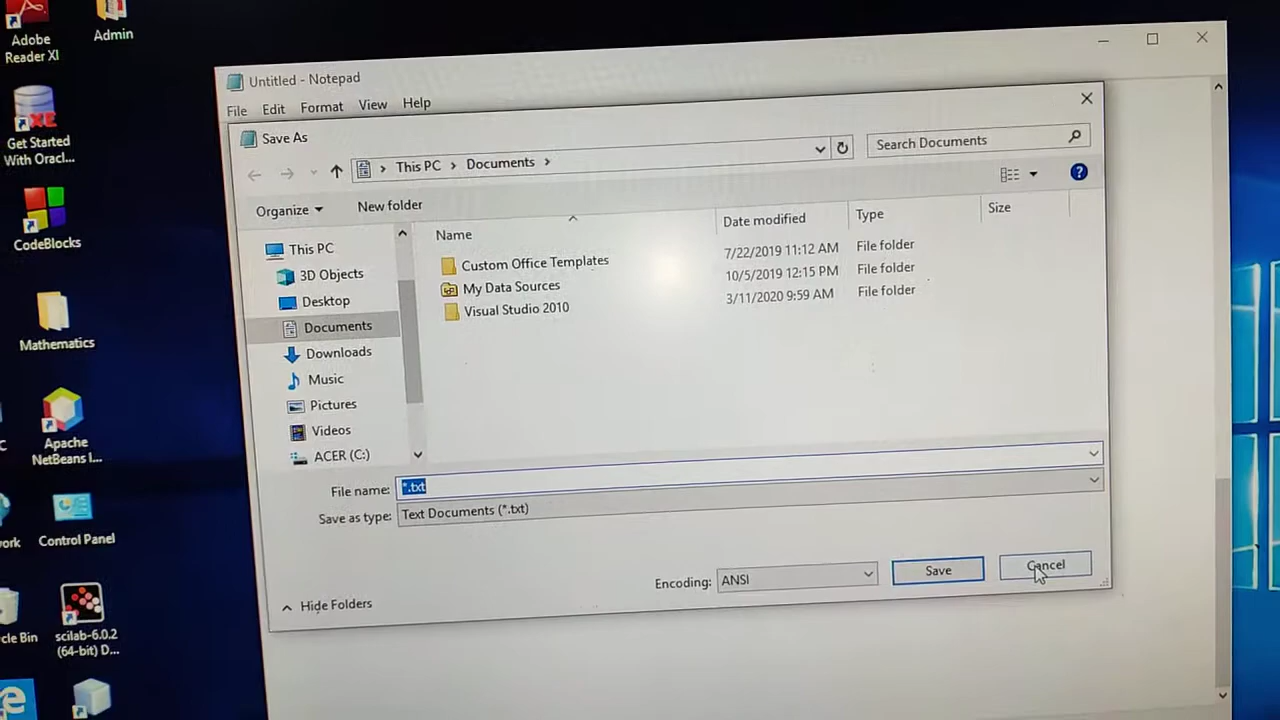 Adobe
Reader XI
Admin
Get Started
With Oracl...
CodeBlocks
Mathematics
Apache
NetBeans I...
Control Panel
scilab-6.0.2
(64-bit) D...
C
work
cle Bin
Untitled - Notepad
File Edit Format View Help
Save As
This PC > Documents >
Search Documents
Organize
New folder
Name
Date modified
Type
Size
This PC
3D Objects
Desktop
Documents
Downloads
Music
Pictures
Videos
ACER (C:)
Custom Office Templates 7/22/2019 11:12 AM File folder
My Data Sources 10/5/2019 12:15 PM File folder
Visual Studio 2010 3/11/2020 9:59 AM File folder
File name: *.txt
Save as type: Text Documents (*.txt)
Hide Folders
Encoding: ANSI
Save
Cancel